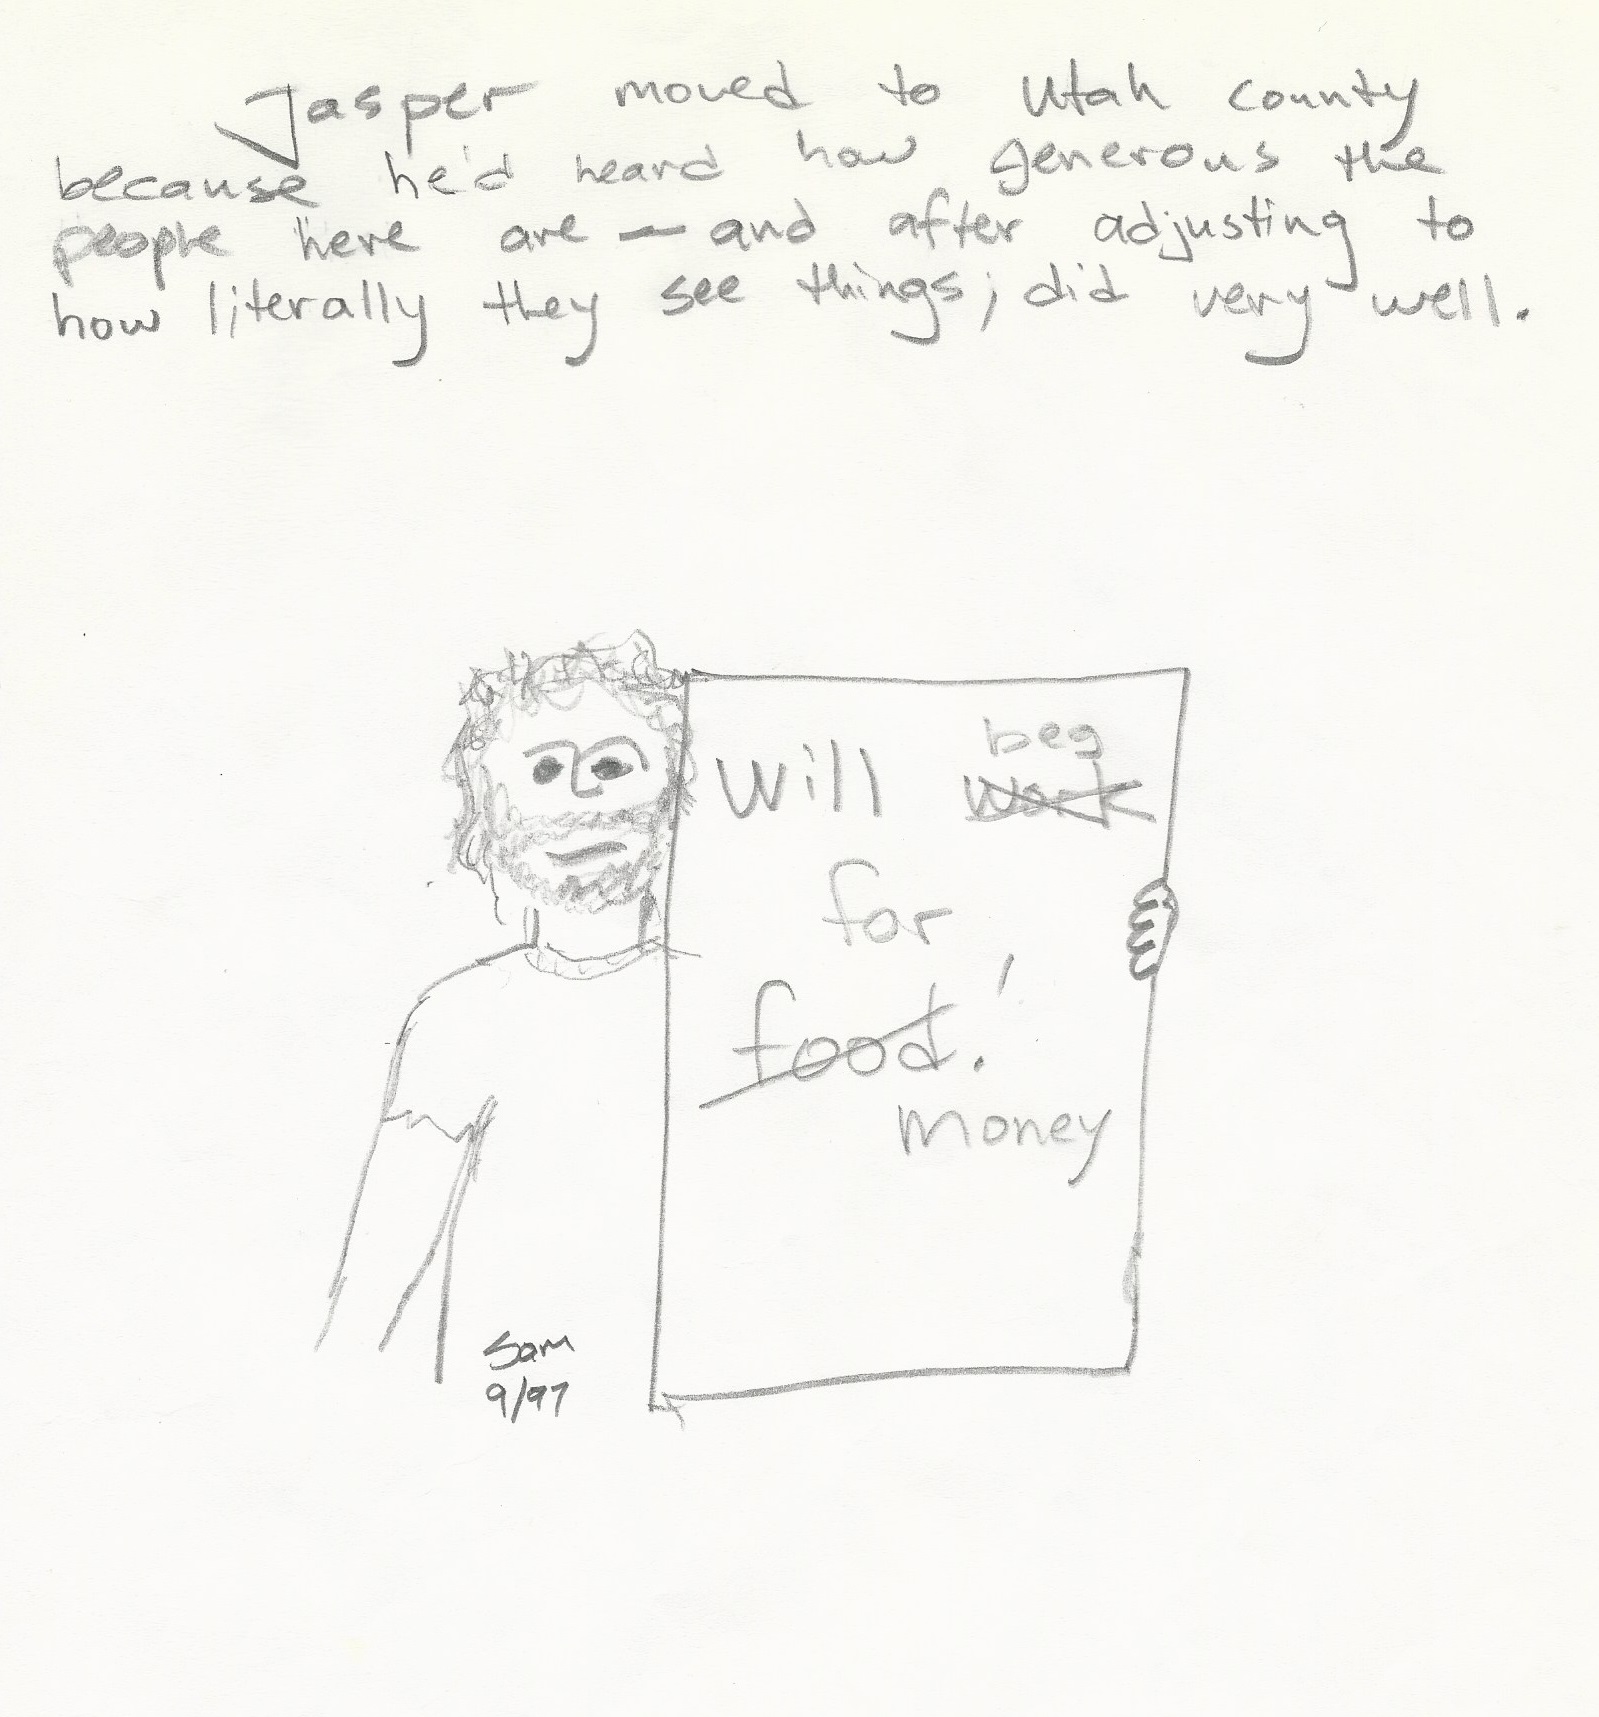 Jasper moved to Utah county
because he'd heard how generous the
people here are — and after adjusting to
how literally they see things; did very well.
beg
Will work
for
food!
money
Sam
9/97